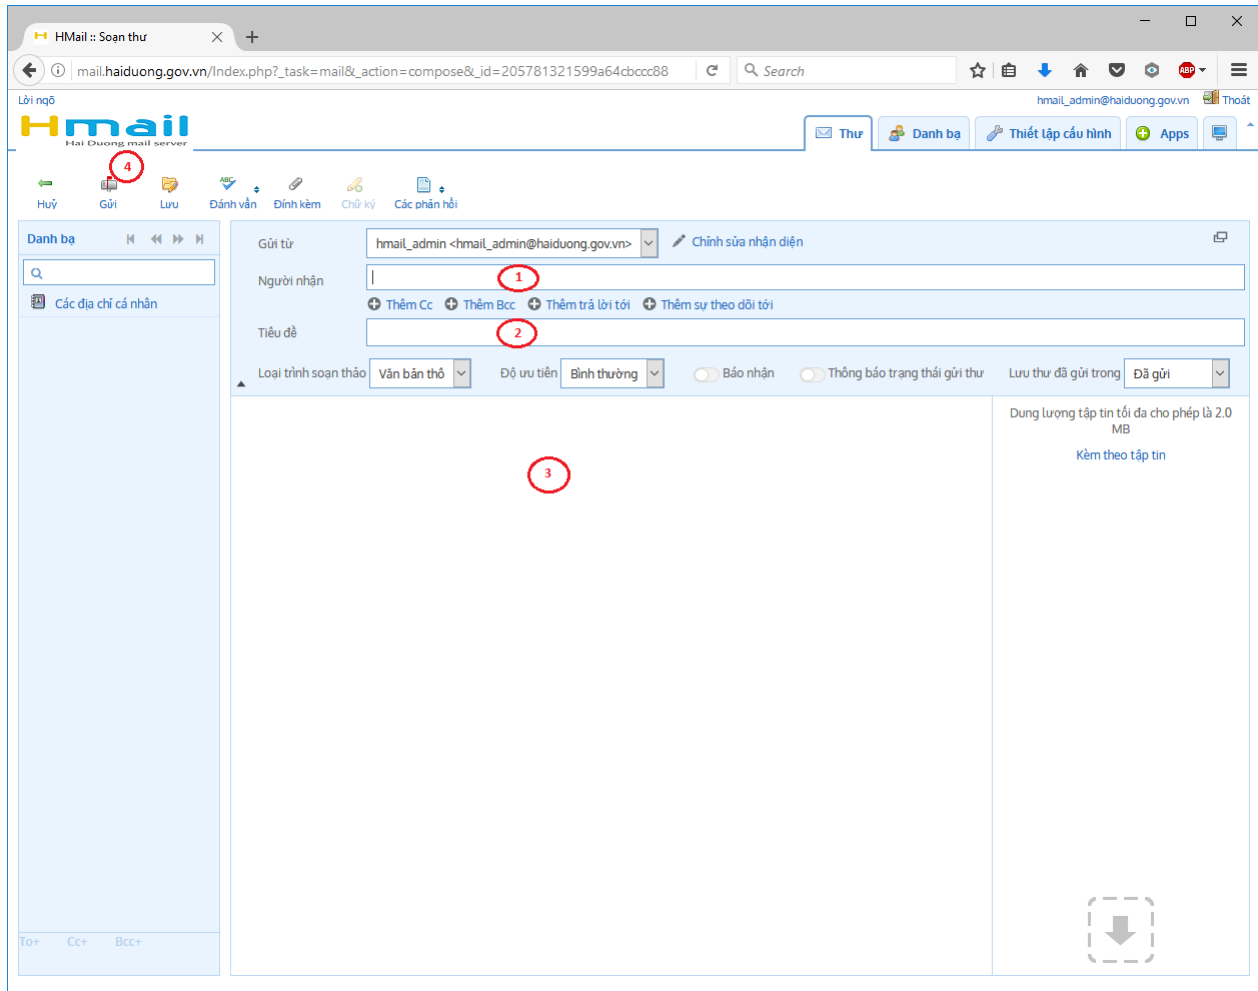 HMail :: Soạn thư
mail.haiduong.gov.vn/Index.php?_task=mail&_action=compose&_id=205781321599a64cbccc88
Search
ABP
Lời ngõ
hmail_admin@haiduong.gov.vn Thoát
Hmail
Hai Duong mail server
Thư Danh bạ Thiết lập cấu hình Apps
4
ABC
Huỷ Gửi Lưu Đánh vần Đính kèm Chữ ký Các phản hồi
Danh bạ
Các địa chỉ cá nhân
Gửi từ hmail_admin <hmail_admin@haiduong.gov.vn> Chỉnh sửa nhận diện
Người nhận 1
Thêm Cc Thêm Bcc Thêm trả lời tới Thêm sự theo dõi tới
Tiêu đề 2
Loại trình soạn thảo Văn bản thô Độ ưu tiên Bình thường Báo nhận Thông báo trạng thái gửi thư Lưu thư đã gửi trong Đã gửi
Dung lượng tập tin tối đa cho phép là 2.0
MB
Kèm theo tập tin
3
To+ Cc+ Bcc+